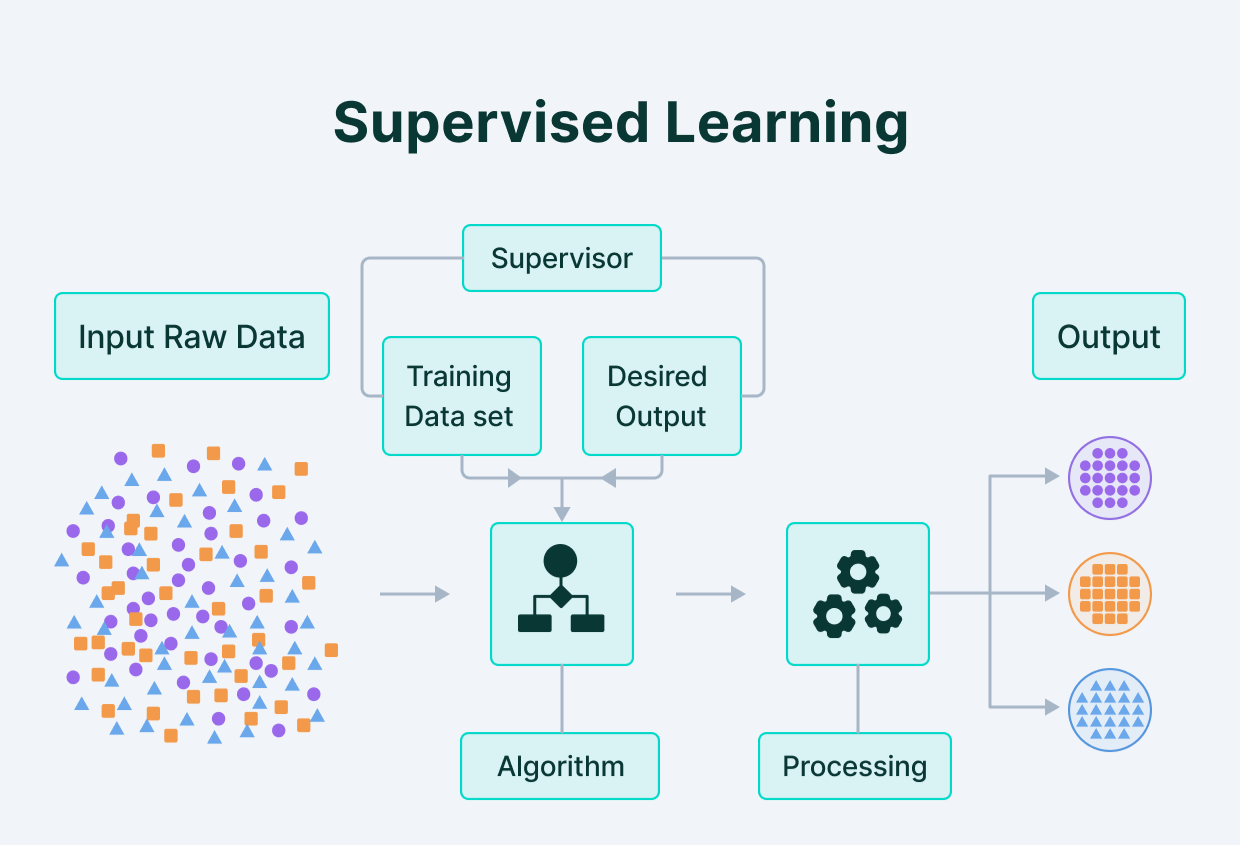 Supervised Learning
Supervisor
Input Raw Data
Training
Data set
Desired
Output
Output
Algorithm
Processing